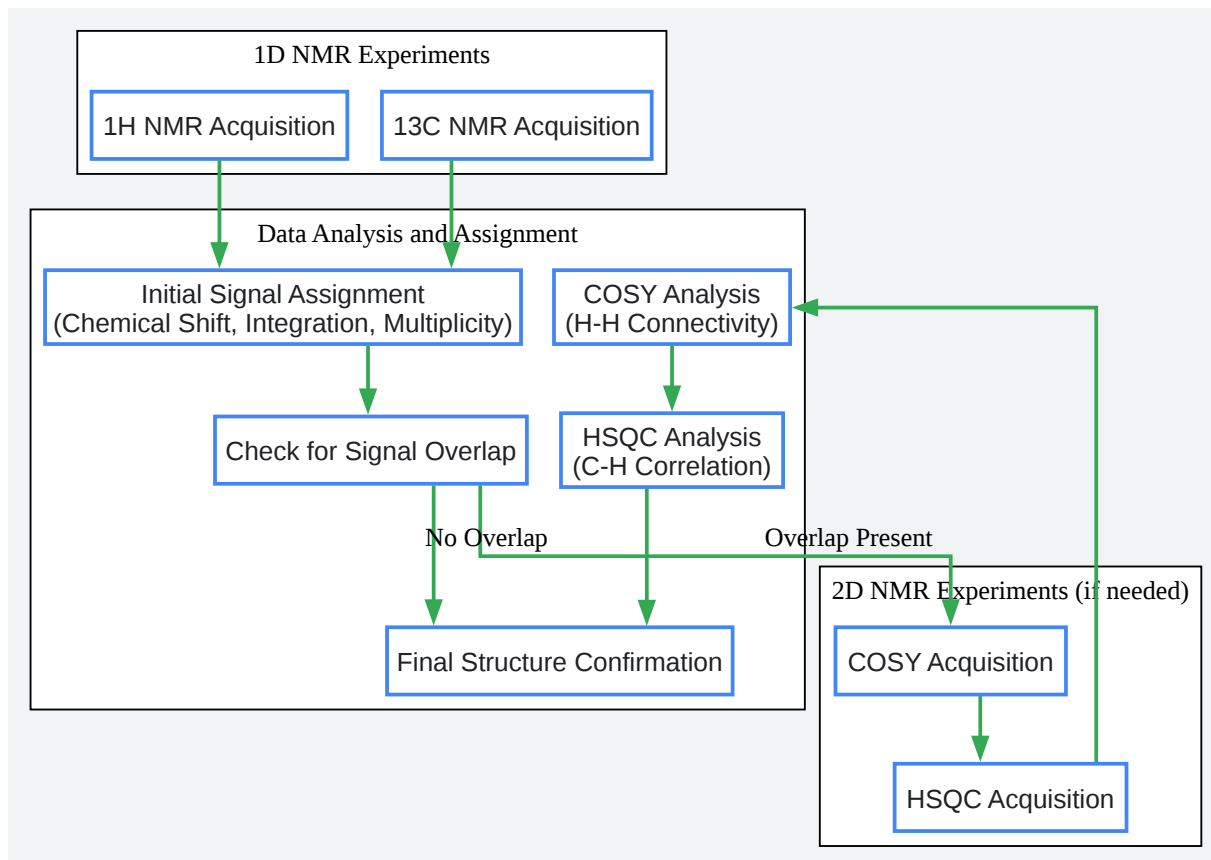 1D NMR Experiments
1H NMR Acquisition
13C NMR Acquisition
Data Analysis and Assignment
Initial Signal Assignment
(Chemical Shift, Integration, Multiplicity)
COSY Analysis
(H-H Connectivity)
Check for Signal Overlap
HSQC Analysis
(C-H Correlation)
No Overlap
Overlap Present
2D NMR Experiments (if needed)
Final Structure Confirmation
COSY Acquisition
HSQC Acquisition